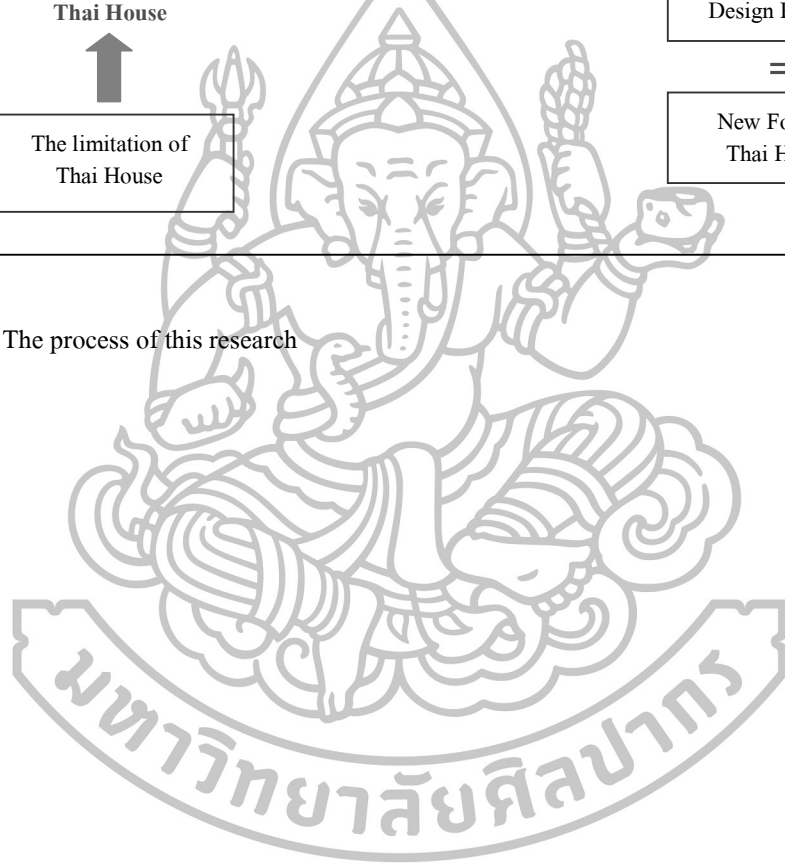 Thai House
Design
The limitation of
Thai House
New
Thai
The process of this research
มหาวิทยาลัยศิลปากร